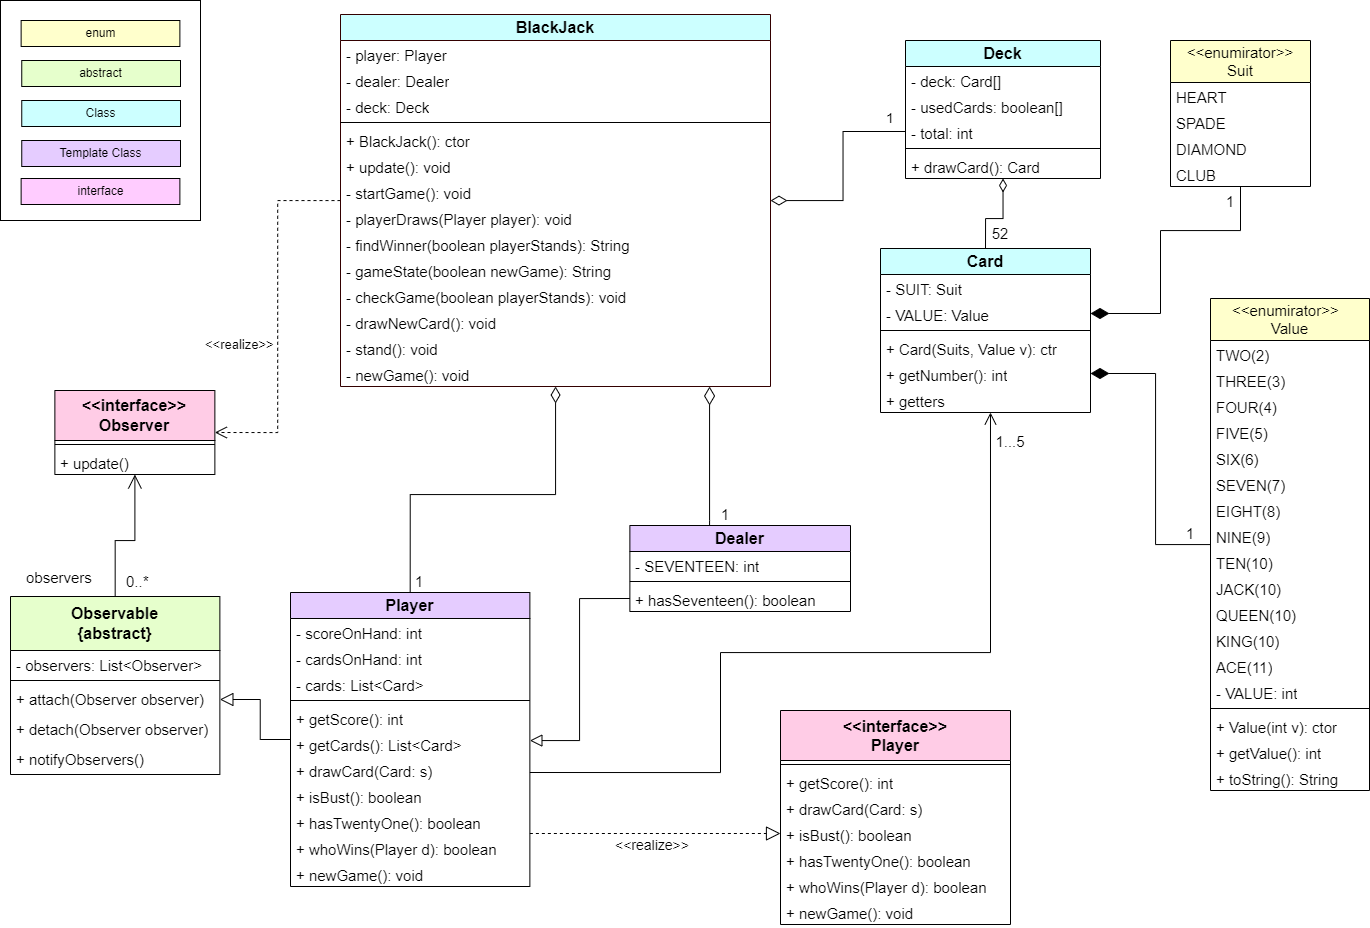 enum
abstract
Class
Template Class
interface
BlackJack
- player: Player
- dealer: Dealer
- deck: Deck
+ BlackJack(): ctor
+ update(): void
- startGame(): void
- playerDraws(Player player): void
- findWinner(boolean playerStands): String
- gameState(boolean newGame): String
- checkGame(boolean playerStands): void
- drawNewCard(): void
- stand(): void
- newGame(): void
1
Deck
- deck: Card[]
- usedCards: boolean[]
- total: int
+ drawCard(): Card
52
<<enumirator>>
Suit
HEART
SPADE
DIAMOND
CLUB
1
Card
- SUIT: Suit
- VALUE: Value
+ Card(Suits, Value v): ctr
+ getNumber(): int
+ getters
1...5
<<enumirator>>
Value
TWO(2)
THREE(3)
FOUR(4)
FIVE(5)
SIX(6)
SEVEN(7)
EIGHT(8)
NINE(9)
TEN(10)
JACK(10)
QUEEN(10)
KING(10)
ACE(11)
- VALUE: int
+ Value(int v): ctor
+ getValue(): int
+ toString(): String
1
<<realize>>
<<interface>>
Observer
+ update()
observers
0..*
Observable
{abstract}
- observers: List<Observer>
+ attach(Observer observer)
+ detach(Observer observer)
+ notifyObservers()
1
Player
- scoreOnHand: int
- cardsOnHand: int
- cards: List<Card>
+ getScore(): int
+ getCards(): List<Card>
+ drawCard(Card: s)
+ isBust(): boolean
+ hasTwentyOne(): boolean
+ whoWins(Player d): boolean
+ newGame(): void
1
Dealer
- SEVENTEEN: int
+ hasSeventeen(): boolean
<<realize>>
<<interface>>
Player
+ getScore(): int
+ drawCard(Card: s)
+ isBust(): boolean
+ hasTwentyOne(): boolean
+ whoWins(Player d): boolean
+ newGame(): void